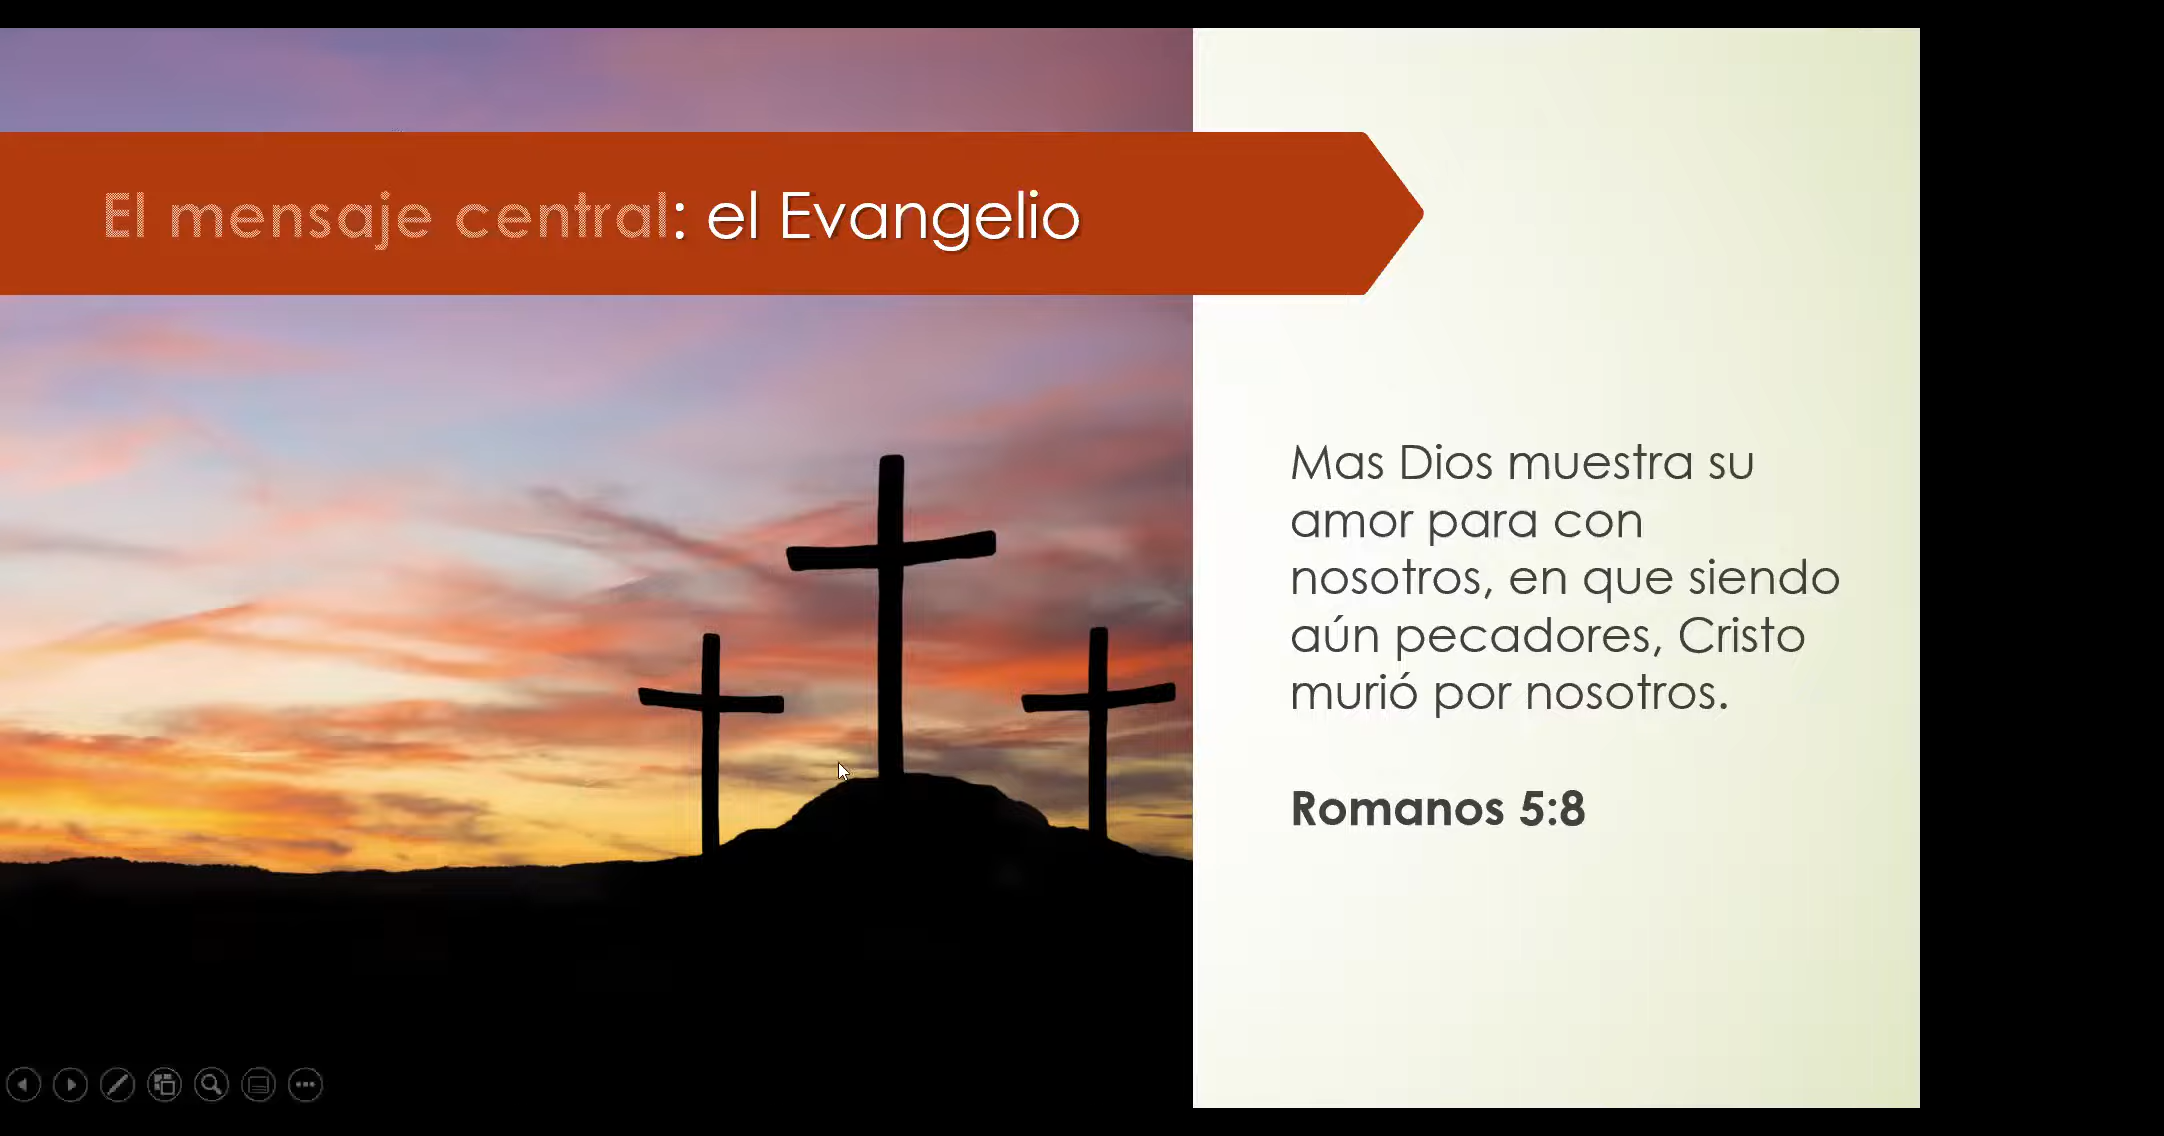 El mensaje central: el Evangelio
Mas Dios muestra su
amor para con
nosotros, en que siendo
aún pecadores, Cristo
murió por nosotros.
Romanos 5:8